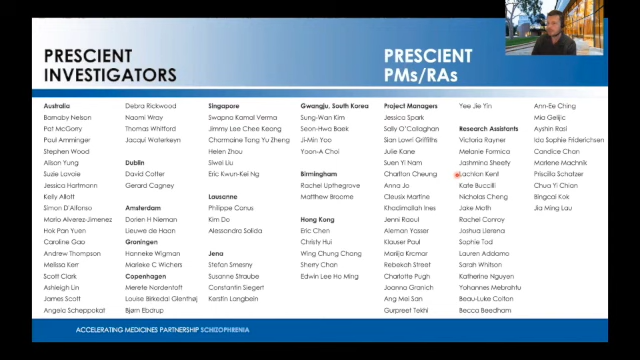 PRESCIENT
INVESTIGATORS
PRESCIENT
PMs/RAs
Australia
Barnaby Nelson
Pat McGorry
Paul Amminger
Stephen Wood
Alison Yung
Suzie Lavoie
Jessica Hartmann
Kelly Allott
Simon D'Alfonso
Mario Alvarez-Jimenez
Hok Pan Yuen
Caroline Gao
Andrew Thompson
Melissa Kerr
Scott Clark
Ashleigh Lin
James Scott
Angelo Scheppokat
Debra Rickwood
Naomi Wray
Thomas Whitford
Jacqui Waterkeyn
Dublin
David Cotter
Gerard Cagney
Amsterdam
Dorien H Nieman
Lieuwe de Haan
Groningen
Hanneke Wigman
Marieke C Wichers
Copenhagen
Merete Nordentoft
Louise Birkedal Glenthøj
Bjørn Ebdrup
Singapore
Swapna Kamal Verma
Jimmy Lee Chee Keong
Charmaine Tang Yu Zheng
Helen Zhou
Siwei Liu
Eric Kwun-Kei Ng
Lausanne
Philippe Conus
Kim Do
Alessandra Solida
Jena
Stefan Smesny
Susanne Straube
Constantin Siegert
Kerstin Langbein
Gwangju, South Korea
Sung-Wan Kim
Seon-Hwa Baek
Ji-Min Yoo
Yoon-A Choi
Birmingham
Rachel Upthegrove
Matthew Broome
Hong Kong
Eric Chen
Christy Hui
Wing Chung Chang
Sherry Chan
Edwin Lee Ho Ming
Project Managers
Jessica Spark
Sally O'Callaghan
Sian Lowri Griffiths
Julie Kane
Suen Yi Nam
Charlton Cheung
Anna Jo
Cleusix Martine
Khadimallah Ines
Jenni Raoul
Aleman Yasser
Klauser Paul
Marija Kromar
Rebekah Street
Charlotte Pugh
Joanna Granich
Ang Mei San
Gurpreet Tekhi
Yee Jie Yin
Research Assistants
Victoria Rayner
Melanie Formica
Jashmina Sheety
Lachlan Kent
Kate Buccilli
Nicholas Cheng
Jake Moth
Rachel Conroy
Joshua Llerena
Sophie Tod
Lauren Addamo
Sarah Whitson
Katherine Nguyen
Yohannes Mebrahtu
Beau-Luke Colton
Becca Beedham
Ann-Ee Ching
Mia Gelijc
Ayshin Rasi
Ida Sophie Friderichsen
Candice Chan
Marlene Machnik
Priscilla Schatzer
Chua Yi Chian
Bingcai Kok
Jia Ming Lau
ACCELERATING MEDICINES PARTNERSHIP SCHIZOPHRENIA